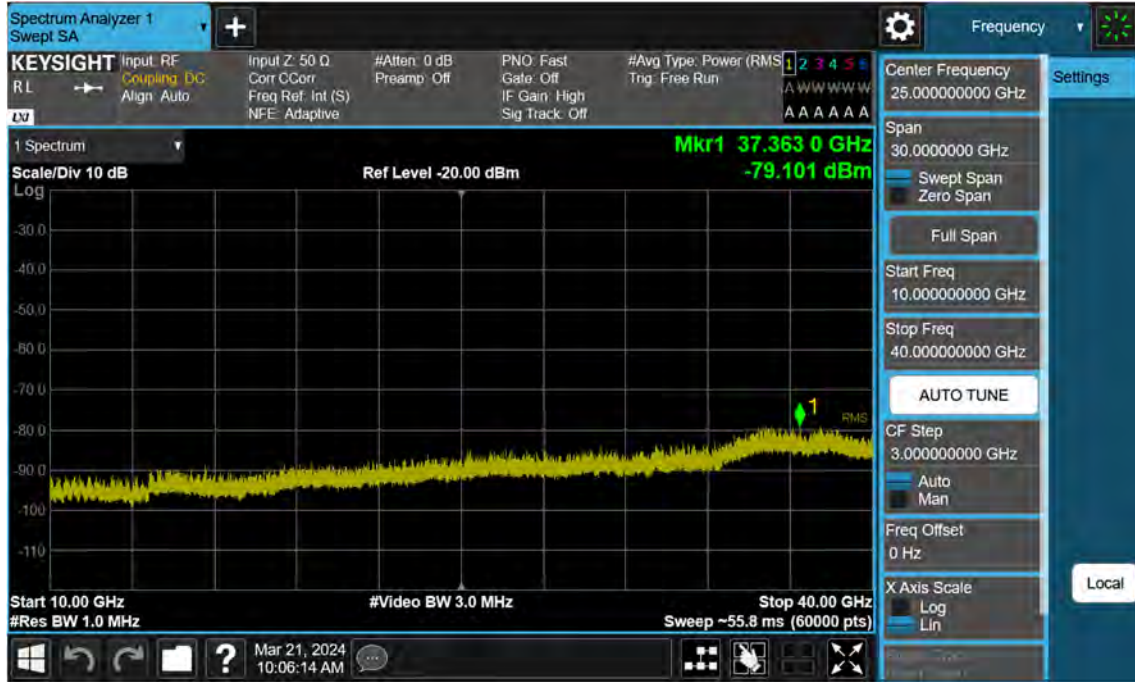 Spectrum Analyzer 1
Swept SA
+
Frequency
KEYSIGHT
RL
LXI
Input: RF
Coupling: DC
Align: Auto
Input Z: 50 Ω
Corr CCorr
Freq Ref: Int (S)
NFE: Adaptive
#Atten: 0 dB
Preamp: Off
PNO: Fast
Gate: Off
IF Gain: High
Sig Track: Off
#Avg Type: Power (RMS
Trig: Free Run
1 2 3 4 5 6
A W W W W W
A A A A A A
Center Frequency
25.000000000 GHz
Settings
1 Spectrum
Mkr1 37.363 0 GHz
Scale/Div 10 dB
Ref Level -20.00 dBm
-79.101 dBm
Log
-30.0
-40.0
-50.0
-60.0
-70.0
-80.0
-90.0
-100
-110
1
RMS
Span
30.0000000 GHz
Swept Span
Zero Span
Full Span
Start Freq
10.000000000 GHz
Stop Freq
40.000000000 GHz
AUTO TUNE
CF Step
3.000000000 GHz
Auto
Man
Freq Offset
0 Hz
X Axis Scale
Log
Lin
Local
Start 10.00 GHz
#Video BW 3.0 MHz
Stop 40.00 GHz
#Res BW 1.0 MHz
Sweep ~55.8 ms (60000 pts)
?
Mar 21, 2024
10:06:14 AM